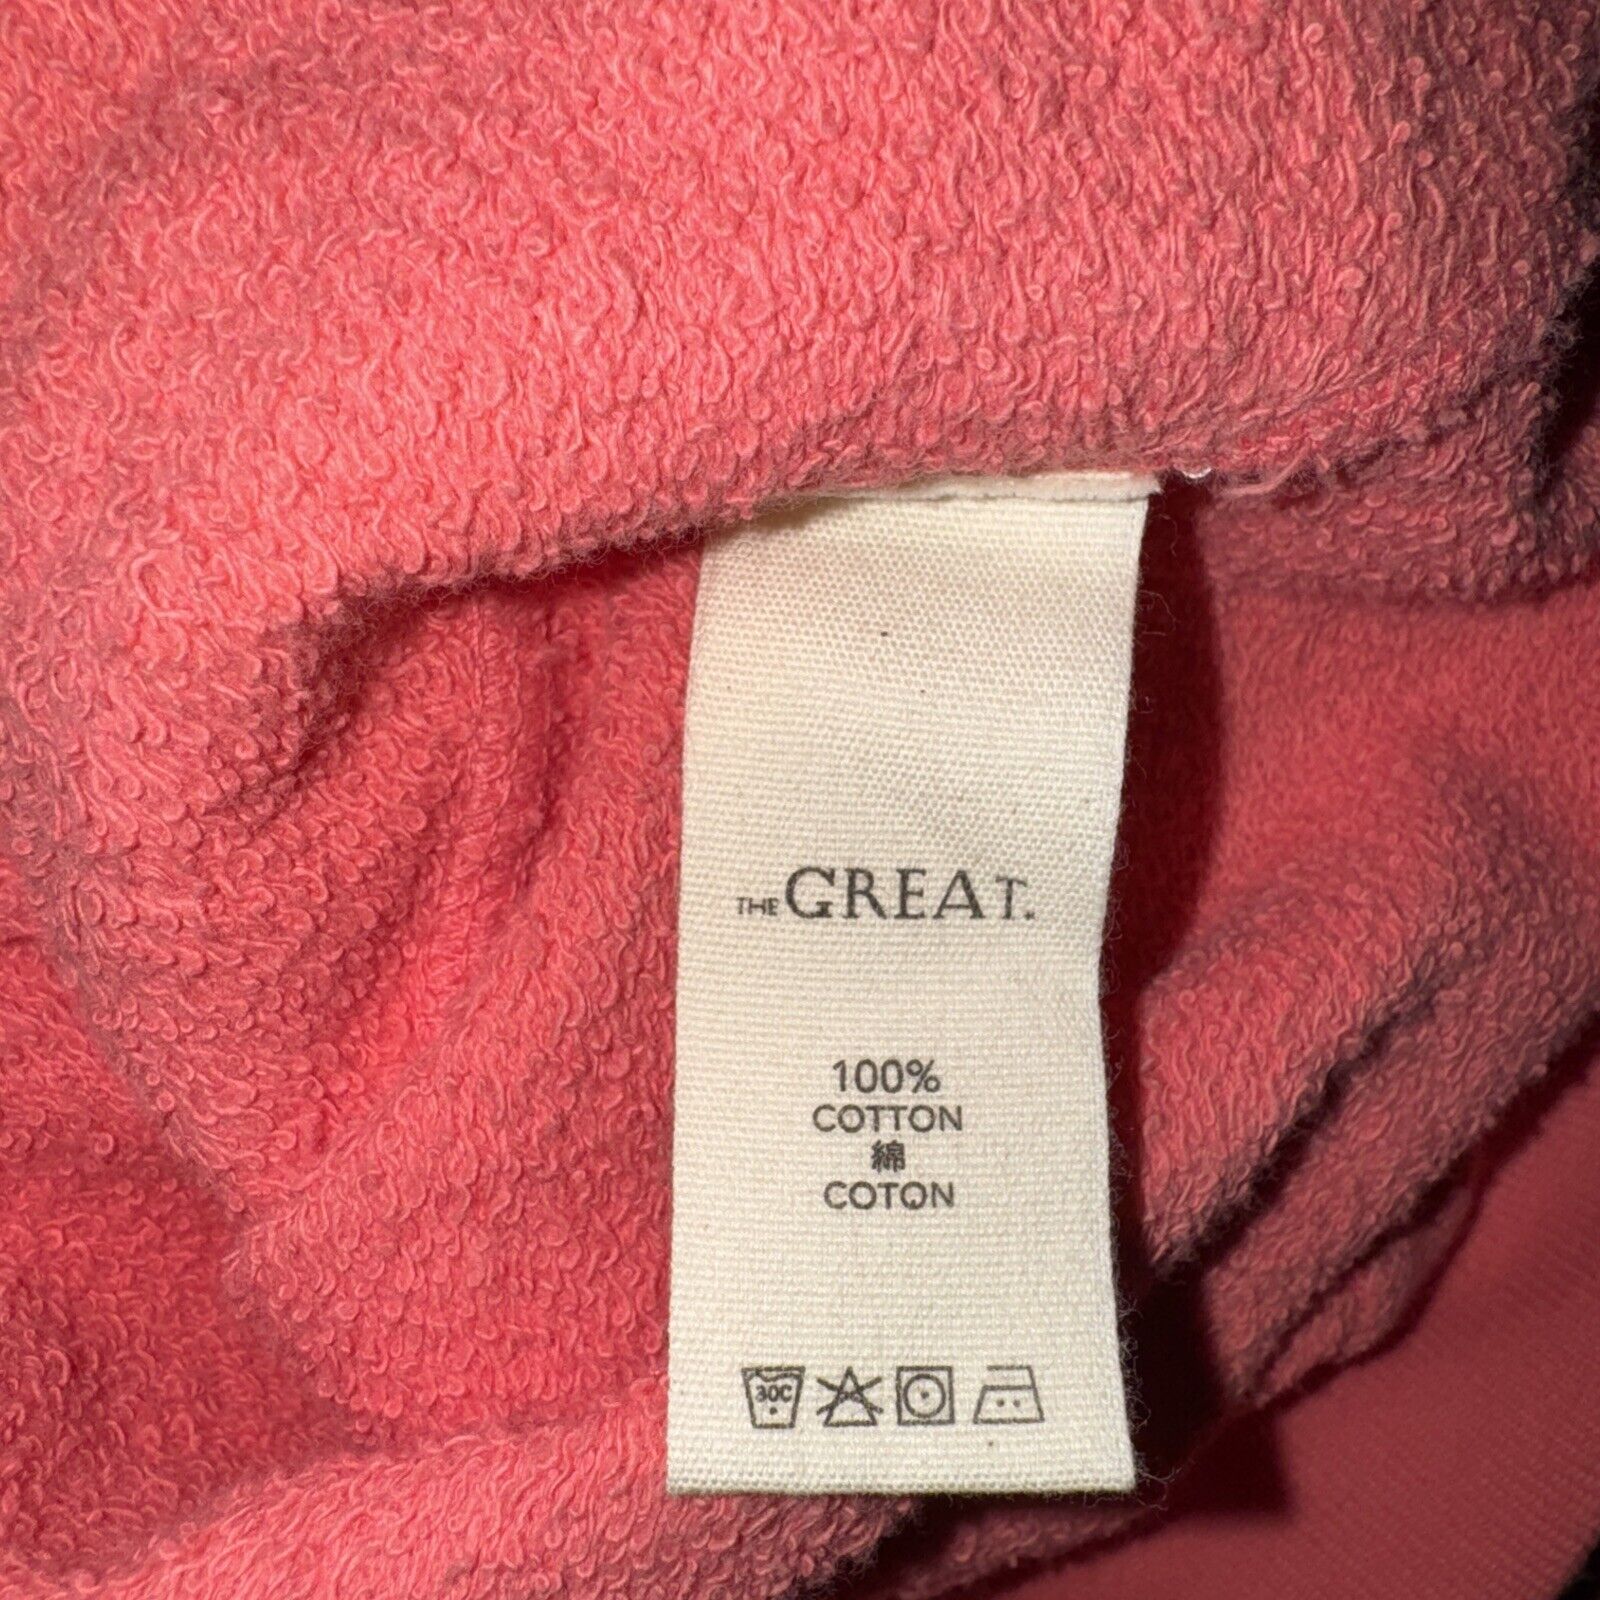 THE GREAT.
100%
COTTON
綿
COTON
30C